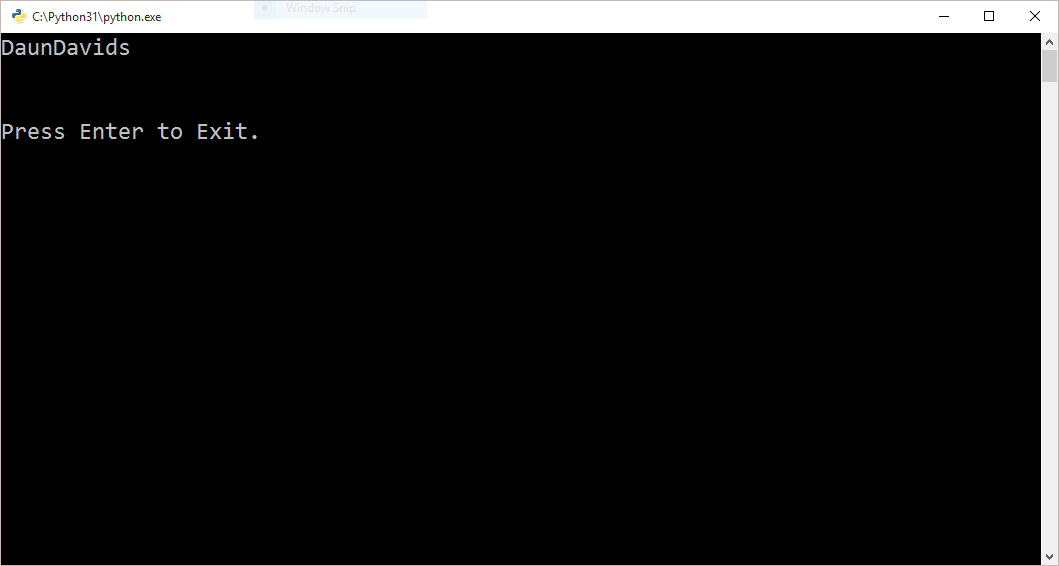 C:\Python31\python.exe
Window Snip
DaunDavids
Press Enter to Exit.